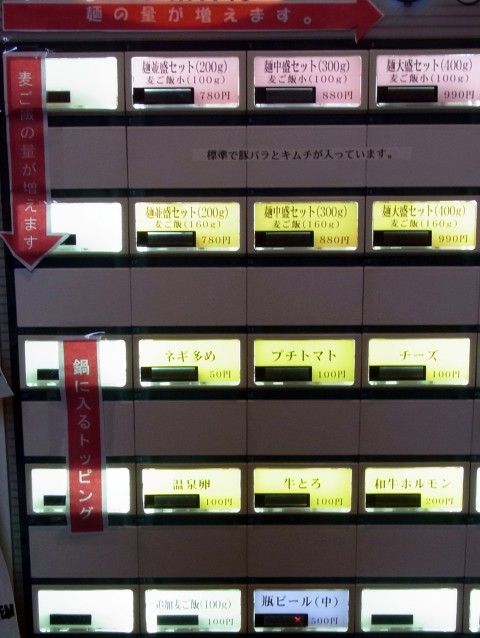 麺の量が増えます。
麦ご飯の量が増えます
麺並盛セット(200g)
麦ご飯小(100g)
780円
麺中盛セット(300g)
麦ご飯小(100g)
880円
麺大盛セット(400g)
麦ご飯小(100g)
990円
標準で豚バラとキムチが入っています。
麺並盛セット(200g)
麦ご飯(160g)
780円
麺中盛セット(300g)
麦ご飯(160g)
880円
麺大盛セット(400g)
麦ご飯(160g)
990円
鍋に入るトッピング
ネギ多め
50円
プチトマト
100円
チーズ
100円
温泉卵
100円
牛とろ
100円
和牛ホルモン
200円
追加麦ご飯(100g)
100円
瓶ビール(中)
500円